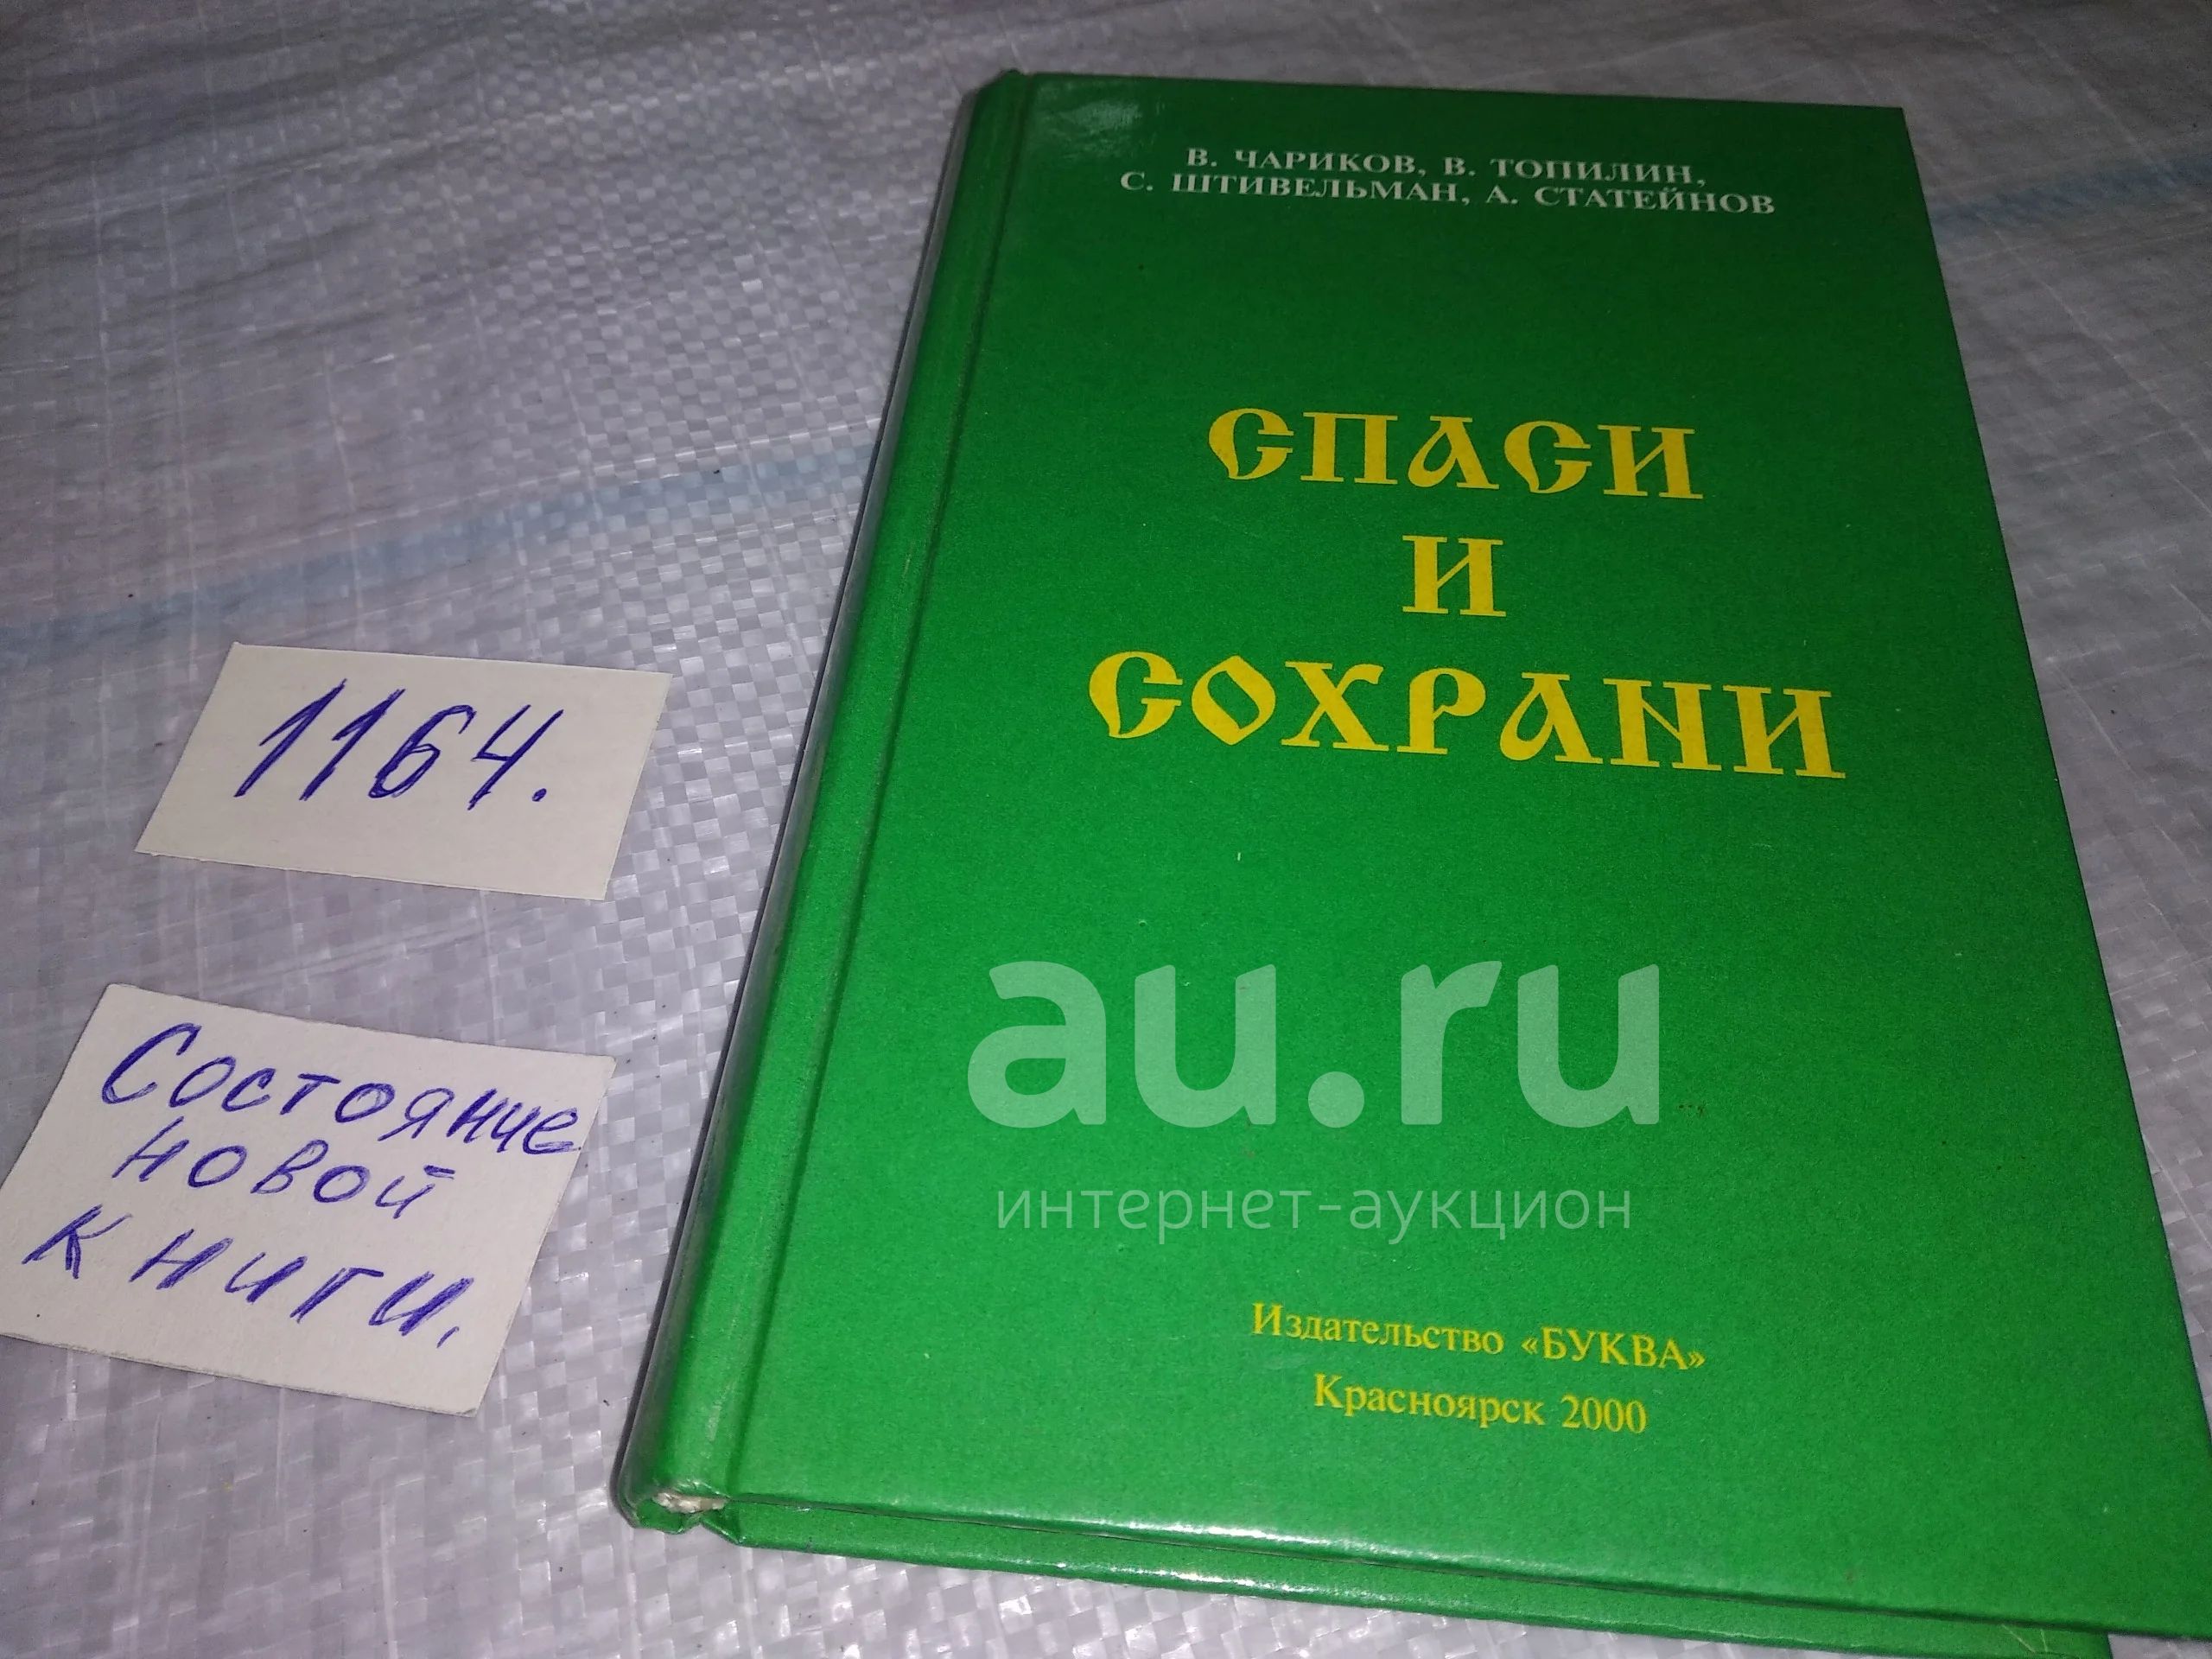 В. ЧАРИКОВ, В. ТОПИЛИН,
С. ШТИВЕЛЬМАН, А. СТАТЕЙНОВ
СПАСИ
И
СОХРАНИ
1164.
au.ru
интернет-аукцион
Состояние
новой
книги.
Издательство «БУКВА»
Красноярск 2000